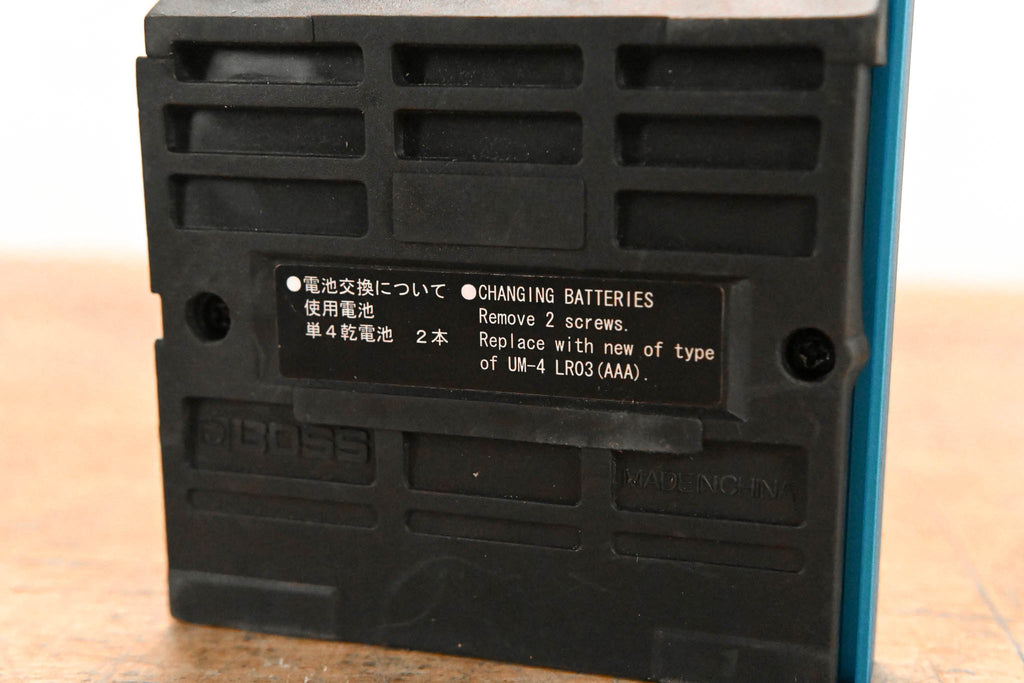 ●電池交換について
使用電池
単4乾電池　2本
●CHANGING BATTERIES
Remove 2 screws.
Replace with new of type
of UM-4 LR03(AAA).
BOSS
MADE IN CHINA